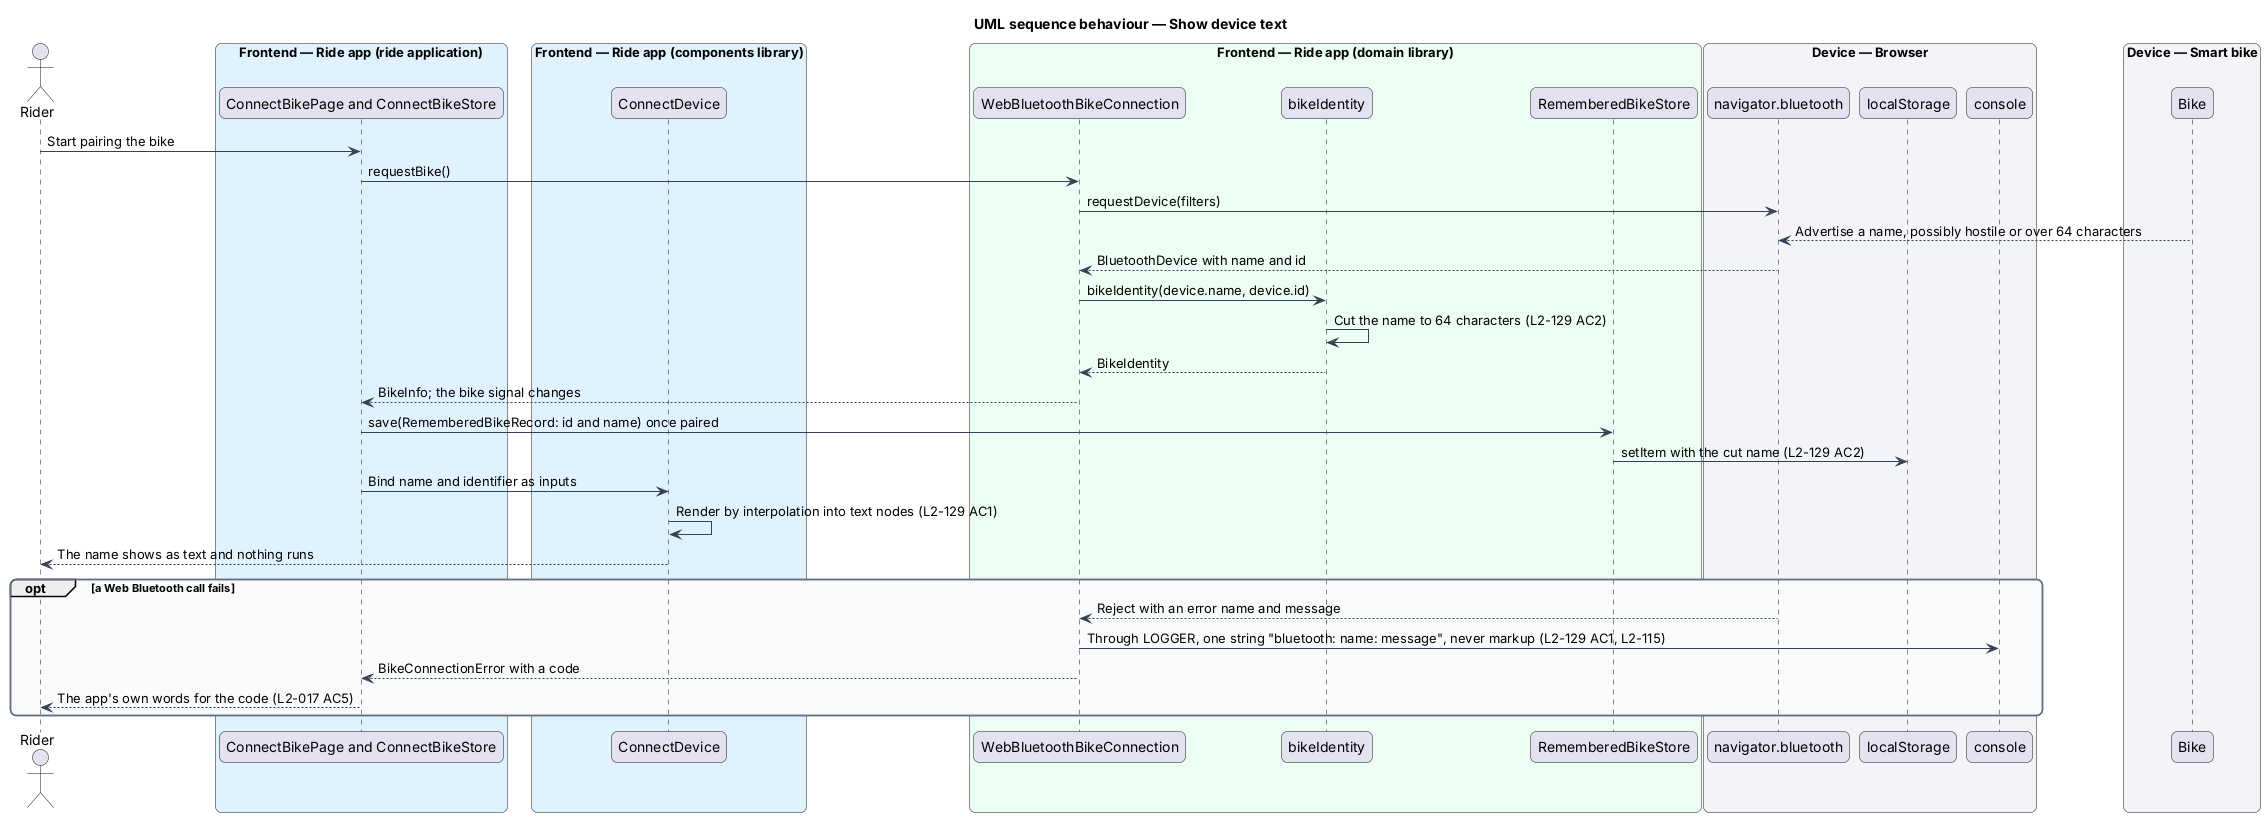 UML sequence behaviour — Show device text
Frontend — Ride app (ride application)
Frontend — Ride app (components library)
Frontend — Ride app (domain library)
Device — Browser
Device — Smart bike
Rider
ConnectBikePage and ConnectBikeStore
ConnectDevice
WebBluetoothBikeConnection
bikeIdentity
RememberedBikeStore
navigator.bluetooth
localStorage
console
Bike
Start pairing the bike
requestBike()
requestDevice(filters)
Advertise a name, possibly hostile or over 64 characters
BluetoothDevice with name and id
bikeIdentity(device.name, device.id)
Cut the name to 64 characters (L2-129 AC2)
BikeIdentity
BikeInfo; the bike signal changes
save(RememberedBikeRecord: id and name) once paired
setItem with the cut name (L2-129 AC2)
Bind name and identifier as inputs
Render by interpolation into text nodes (L2-129 AC1)
The name shows as text and nothing runs
opt
[a Web Bluetooth call fails]
Reject with an error name and message
Through LOGGER, one string "bluetooth: name: message", never markup (L2-129 AC1, L2-115)
BikeConnectionError with a code
The app's own words for the code (L2-017 AC5)
Rider
ConnectBikePage and ConnectBikeStore
ConnectDevice
WebBluetoothBikeConnection
bikeIdentity
RememberedBikeStore
navigator.bluetooth
localStorage
console
Bike